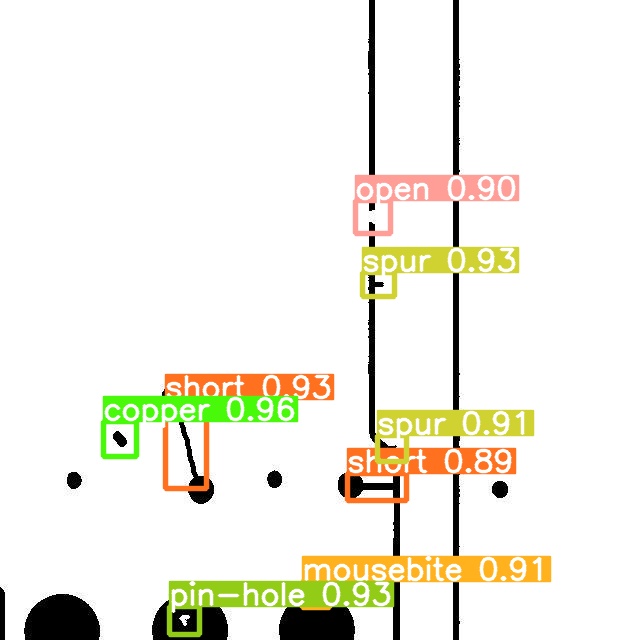 open 0.90
spur 0.93
short 0.93
copper 0.96
spur 0.91
short 0.89
mousebite 0.91
pin-hole 0.93